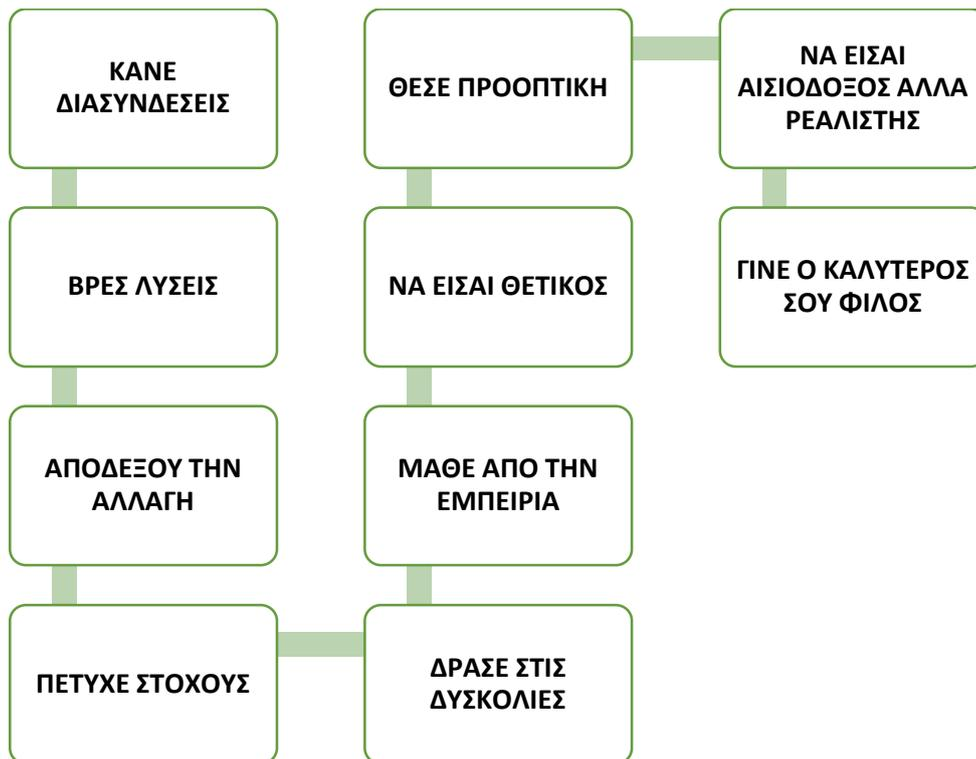 ΚΑΝΕ
ΔΙΑΣΥΝΔΕΣΕΙΣ
ΒΡΕΣ ΛΥΣΕΙΣ
ΑΠΟΔΕΞΟΥ ΤΗΝ
ΑΛΛΑΓΗ
ΠΕΤΥΧΕ ΣΤΟΧΟΥΣ
ΔΡΑΣΕ ΣΤΙΣ
ΔΥΣΚΟΛΙΕΣ
ΜΑΘΕ ΑΠΟ ΤΗΝ
ΕΜΠΕΙΡΙΑ
ΝΑ ΕΙΣΑΙ ΘΕΤΙΚΟΣ
ΘΕΣΕ ΠΡΟΟΠΤΙΚΗ
ΝΑ ΕΙΣΑΙ
ΑΙΣΙΟΔΟΞΟΣ ΑΛΛΑ
ΡΕΑΛΙΣΤΗΣ
ΓΙΝΕ Ο ΚΑΛΥΤΕΡΟΣ
ΣΟΥ ΦΙΛΟΣ